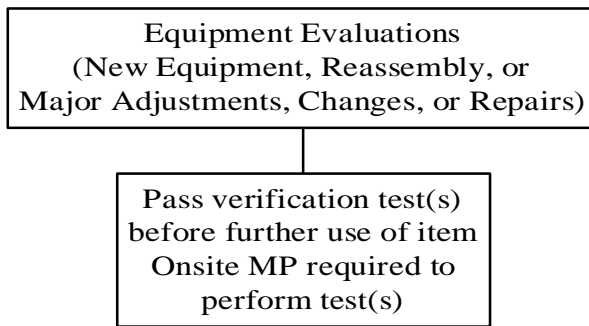 Equipment Evaluations
(New Equipment, Reassembly, or
Major Adjustments, Changes, or Repairs)
Pass verification test(s)
before further use of item
Onsite MP required to
perform test(s)